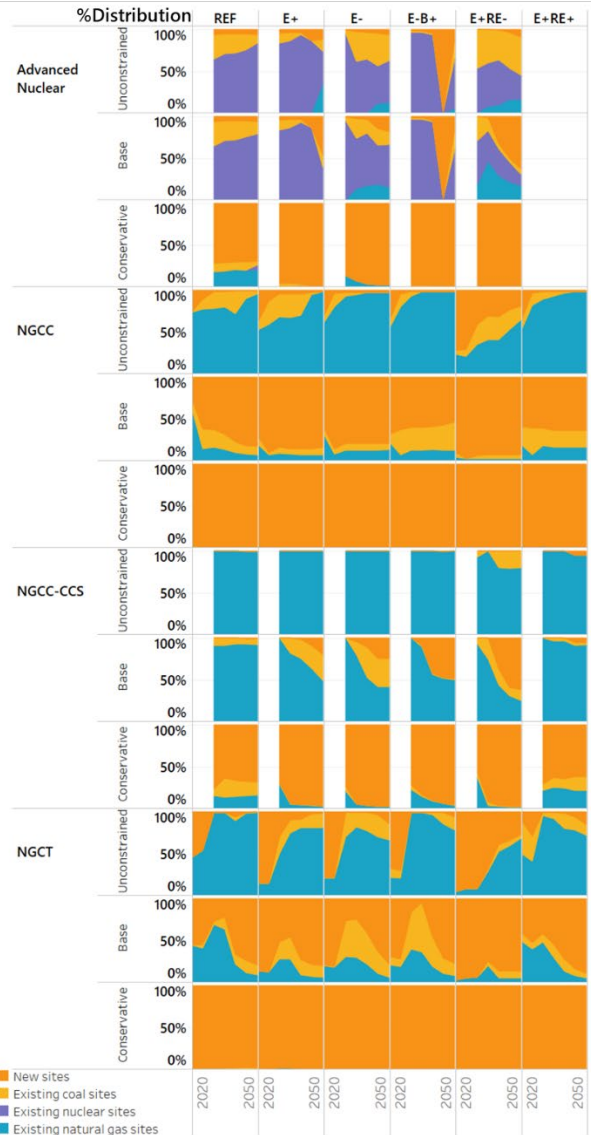 %Distribution REF E+ E- E-B+ E+RE- E+RE+
Advanced Nuclear
Unconstrained 100% 50% 0%
Base 100% 50% 0%
Conservative 100% 50% 0%
NGCC
Unconstrained 100% 50% 0%
Base 100% 50% 0%
Conservative 100% 50% 0%
NGCC-CCS
Unconstrained 100% 50% 0%
Base 100% 50% 0%
Conservative 100% 50% 0%
NGCT
Unconstrained 100% 50% 0%
Base 100% 50% 0%
Conservative 100% 50% 0%
2020 2050 2020 2050 2020 2050 2020 2050 2020 2050 2020 2050
New sites
Existing coal sites
Existing nuclear sites
Existing natural gas sites